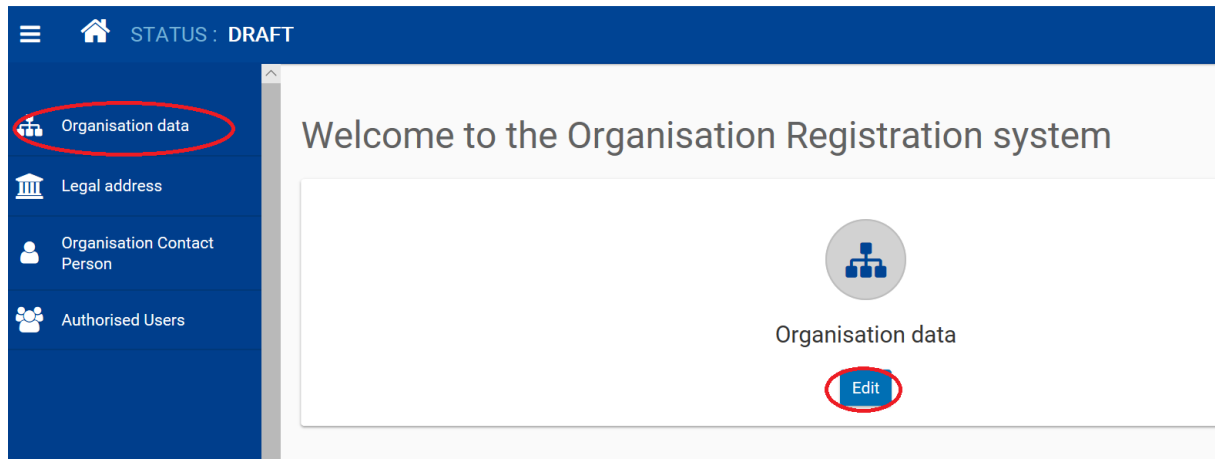 STATUS : DRAFT
Organisation data
Legal address
Organisation Contact
Person
Authorised Users
Welcome to the Organisation Registration system
Organisation data
Edit